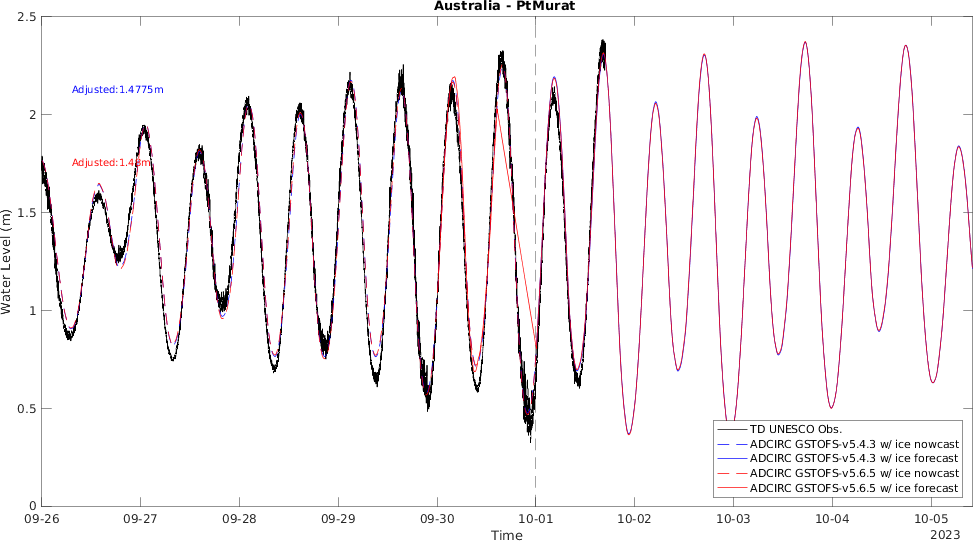 Australia - PtMurat
2.5
2
1.5
1
0.5
0
Water Level (m)
Adjusted:1.4775m
Adjusted:1.48m
TD UNESCO Obs.
ADCIRC GSTOFS-v5.4.3 w/ ice nowcast
ADCIRC GSTOFS-v5.4.3 w/ ice forecast
ADCIRC GSTOFS-v5.6.5 w/ ice nowcast
ADCIRC GSTOFS-v5.6.5 w/ ice forecast
09-26 09-27 09-28 09-29 09-30 10-01 10-02 10-03 10-04 10-05
Time
2023